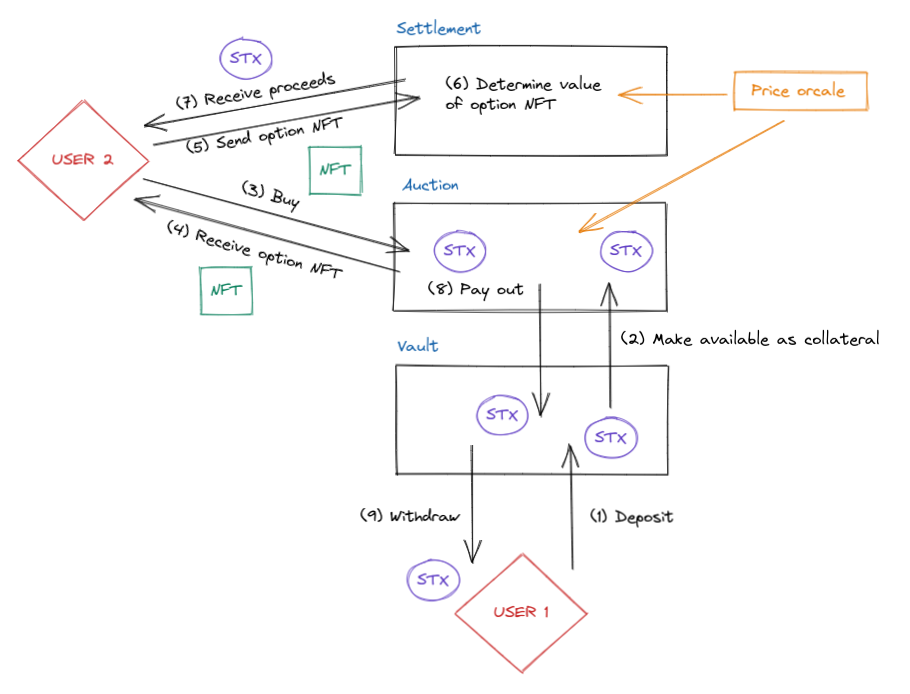 Settlement
STX
(7) Receive proceeds
(6) Determine value
of option NFT
Price orcale
(5) Send option NFT
USER 2
NFT
Auction
(3) Buy
(4) Receive option NFT
STX
STX
NFT
(8) Pay out
(2) Make available as collateral
Vault
STX
STX
(9) Withdraw
(1) Deposit
STX
USER 1